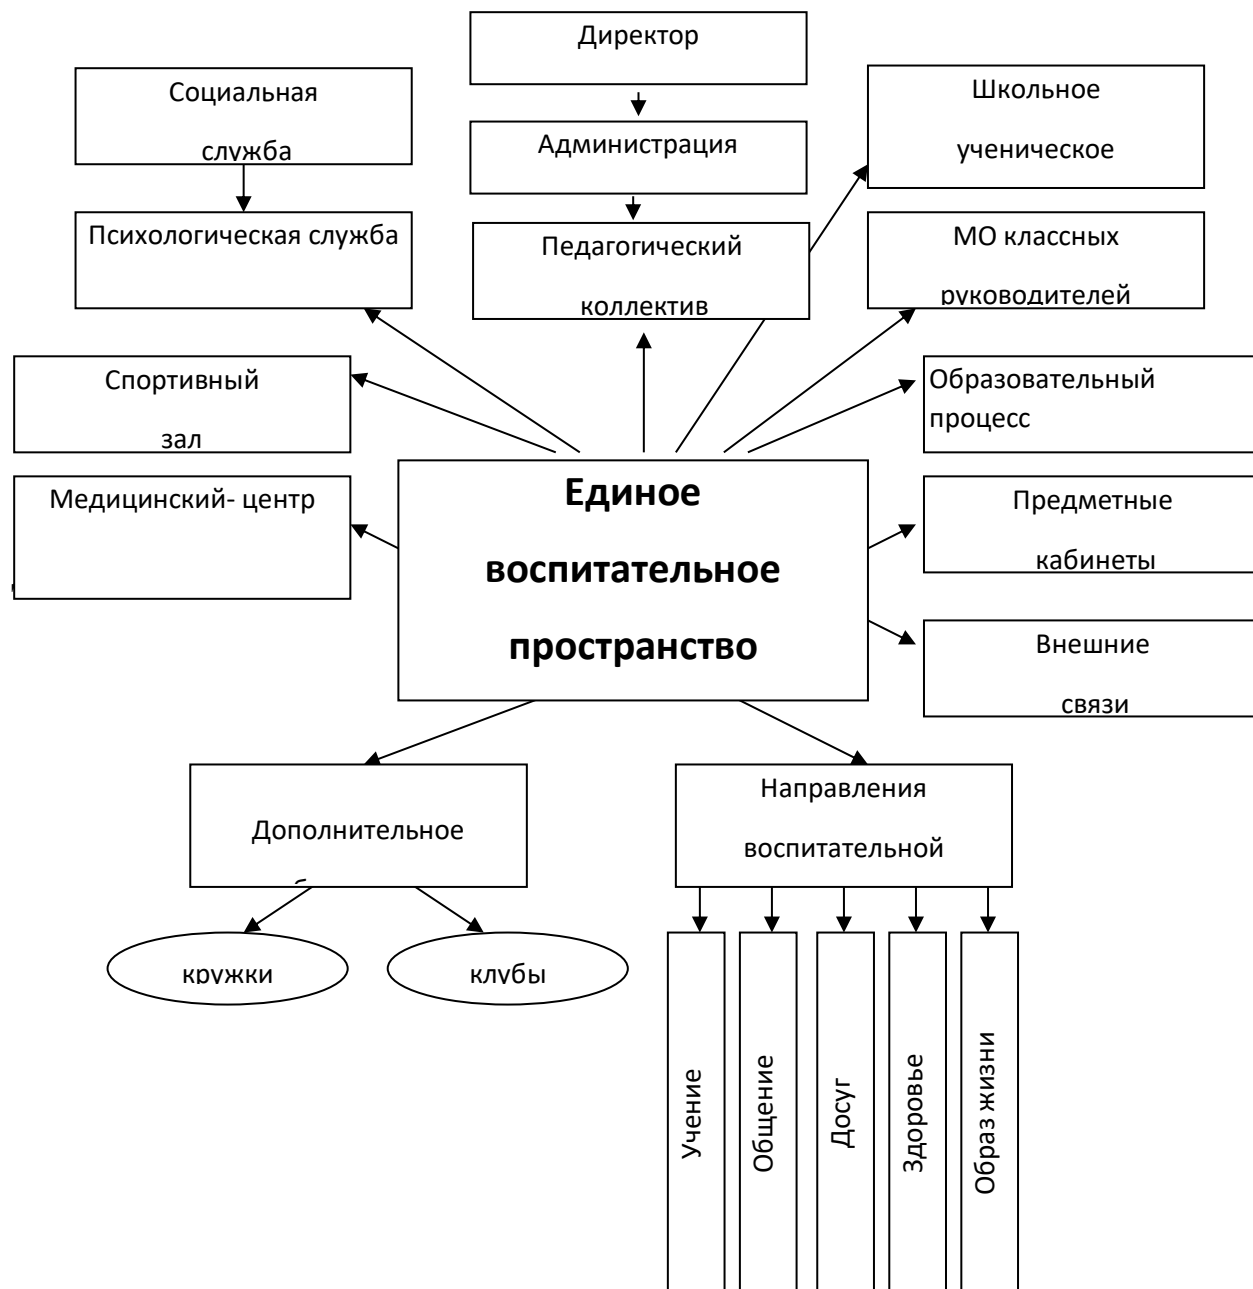 Директор
Социальная
служба
Школьное
ученическое
Администрация
Психологическая служба
Педагогический
коллектив
МО классных
руководителей
Спортивный
зал
Образовательный
процесс
Медицинский- центр
Единое
воспитательное
пространство
Предметные
кабинеты
Внешние
связи
Дополнительное
Направления
воспитательной
кружки
клубы
Учение
Общение
Досуг
Здоровье
Образ жизни